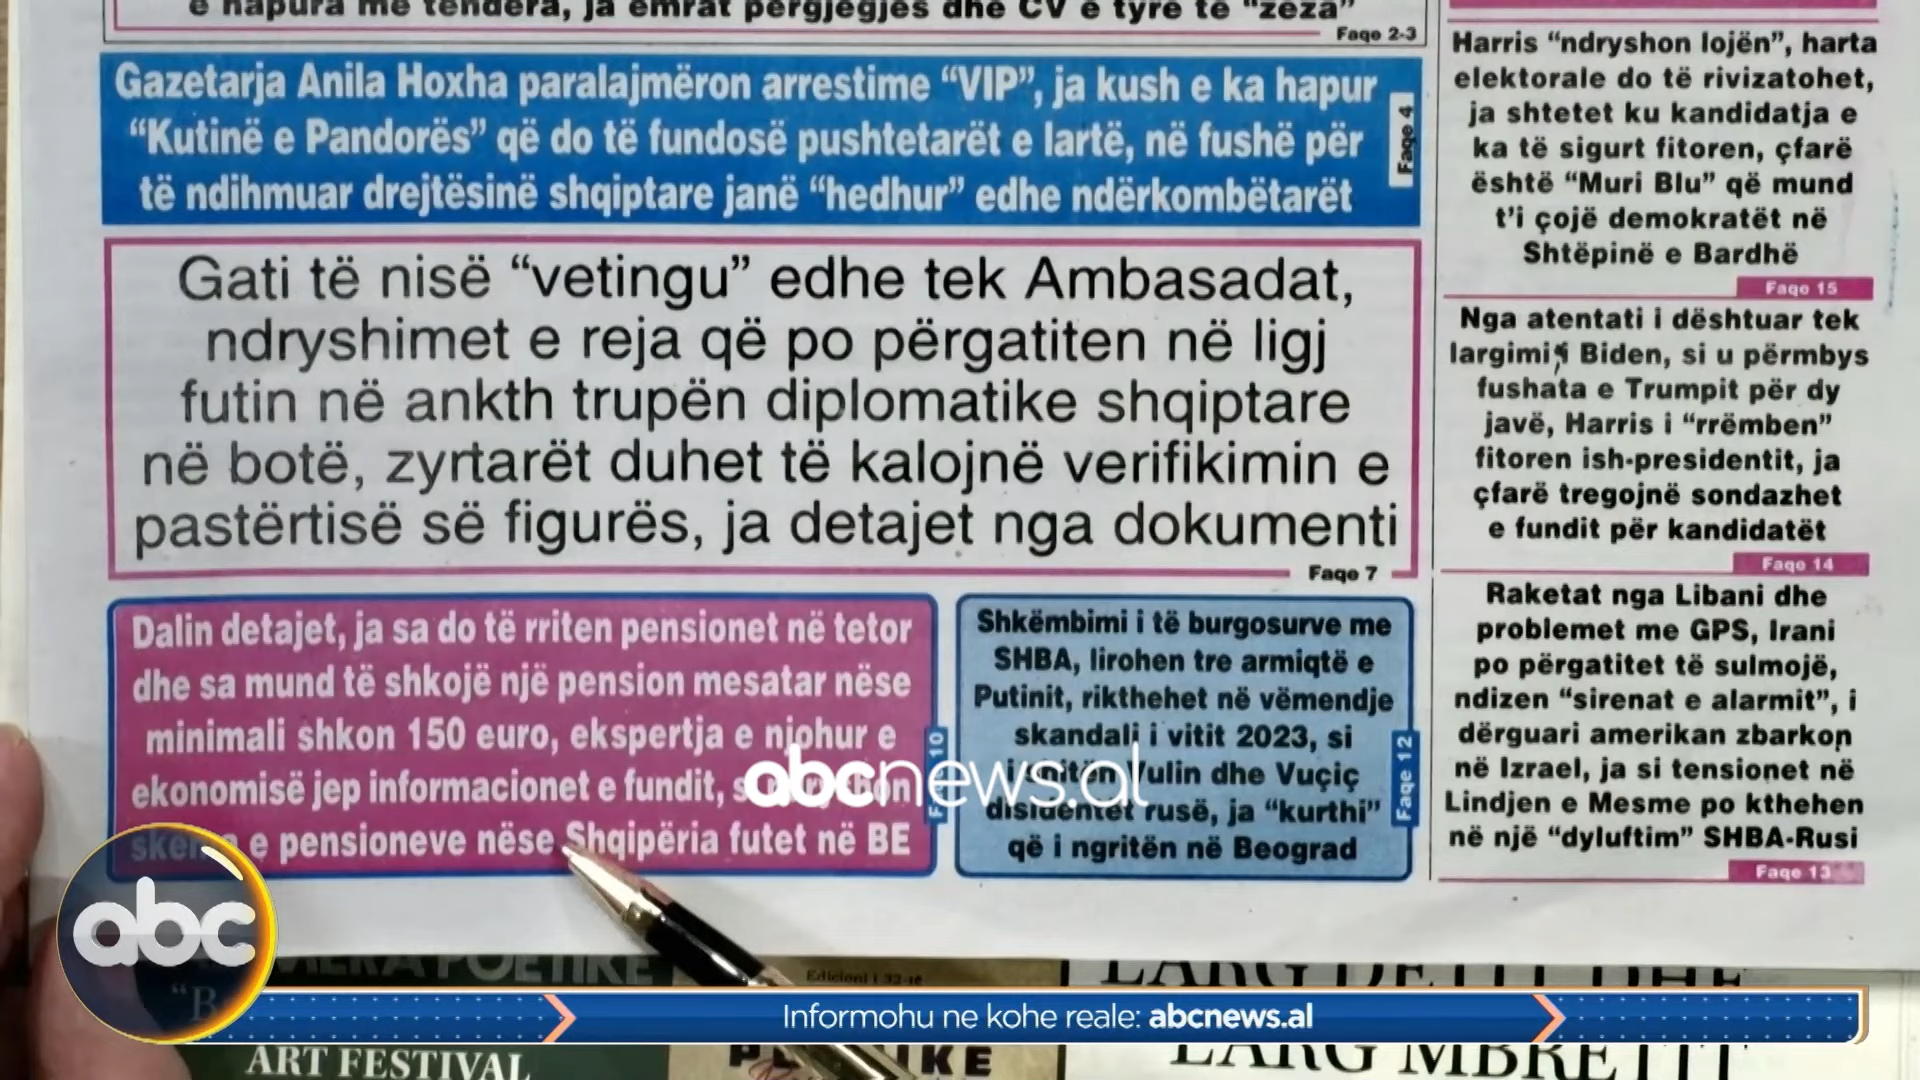 e hapura me tendera, ja emrat përgjegjës dhe CV e tyre të "zeza"
Faqe 2-3
Gazetarja Anila Hoxha paralajmëron arrestime “VIP”, ja kush e ka hapur
“Kutinë e Pandorës” që do të fundosë pushtetarët e lartë, në fushë për
të ndihmuar drejtësinë shqiptare janë “hedhur” edhe ndërkombëtarët
Faqe 4
Gati të nisë “vetingu” edhe tek Ambasadat,
ndryshimet e reja që po përgatiten në ligj
futin në ankth trupën diplomatike shqiptare
në botë, zyrtarët duhet të kalojnë verifikimin e
pastërtisë së figurës, ja detajet nga dokumenti
Faqe 7
Dalin detajet, ja sa do të rriten pensionet në tetor
dhe sa mund të shkojë një pension mesatar nëse
minimali shkon 150 euro, ekspertja e njohur e
ekonomisë jep informacionet e fundit,
e pensioneve nëse Shqipëria futet në BE
10
Shkëmbimi i të burgosurve me
SHBA, lirohen tre armiqtë e
Putinit, rikthehet në vëmendje
skandali i vitit 2023, si
Vulin dhe Vuçiç
disidentët rusë, ja “kurthi”
që i ngritën në Beograd
Faqe 12
Harris “ndryshon lojën”, harta
elektorale do të rivizatohet,
ja shtetet ku kandidatja e
ka të sigurt fitoren, çfarë
është “Muri Blu” që mund
t’i çojë demokratët në
Shtëpinë e Bardhë
Faqe 15
Nga atentati i dështuar tek
Biden, si u përmbys
fushata e Trumpit për dy
javë, Harris i “rrëmben”
fitoren ish-presidentit, ja
çfarë tregojnë sondazhet
e fundit për kandidatët
Faqe 14
Raketat nga Libani dhe
problemet me GPS, Irani
po përgatitet të sulmojë,
ndizen “sirenat e alarmit”, i
dërguari amerikan zbarkon
në Izrael, ja si tensionet në
Lindjen e Mesme po kthehen
në një “dyluftim” SHBA-Rusi
Faqe 13
abcnews.al
abc
Informohu ne kohe reale: abcnews.al
ART FESTIVAL